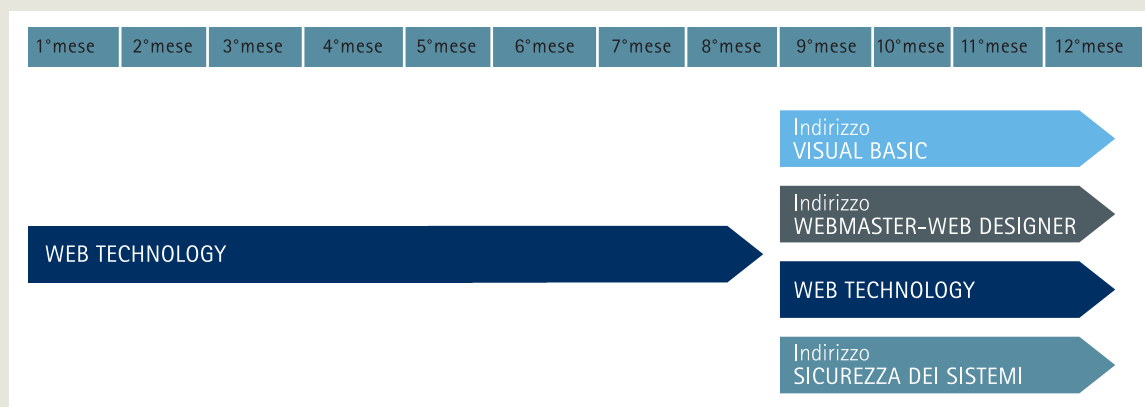 1°mese 2°mese 3°mese 4°mese 5°mese 6°mese 7°mese 8°mese 9°mese 10°mese 11°mese 12°mese
Indirizzo
VISUAL BASIC
Indirizzo
WEBMASTER-WEB DESIGNER
WEB TECHNOLOGY
WEB TECHNOLOGY
Indirizzo
SICUREZZA DEI SISTEMI